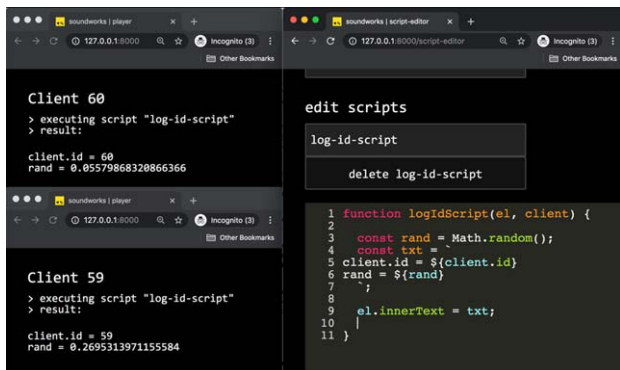 soundworks | player
127.0.0.1:8000
Incognito (3)
Other Bookmarks
Client 60
> executing script "log-id-script"
> result:
client.id = 60
rand = 0.05579868320866366
soundworks | player
127.0.0.1:8000
Incognito (3)
Other Bookmarks
Client 59
> executing script "log-id-script"
> result:
client.id = 59
rand = 0.2695313971155584
soundworks | script-editor
127.0.0.1:8000/script-editor
Incognito (3)
Other Bookmarks
edit scripts
log-id-script
delete log-id-script
1 function logIdScript(el, client) {
2
3 const rand = Math.random();
4 const txt = `
5 client.id = ${client.id}
6 rand = ${rand}
7 `;
8
9 el.innerText = txt;
10
11 }